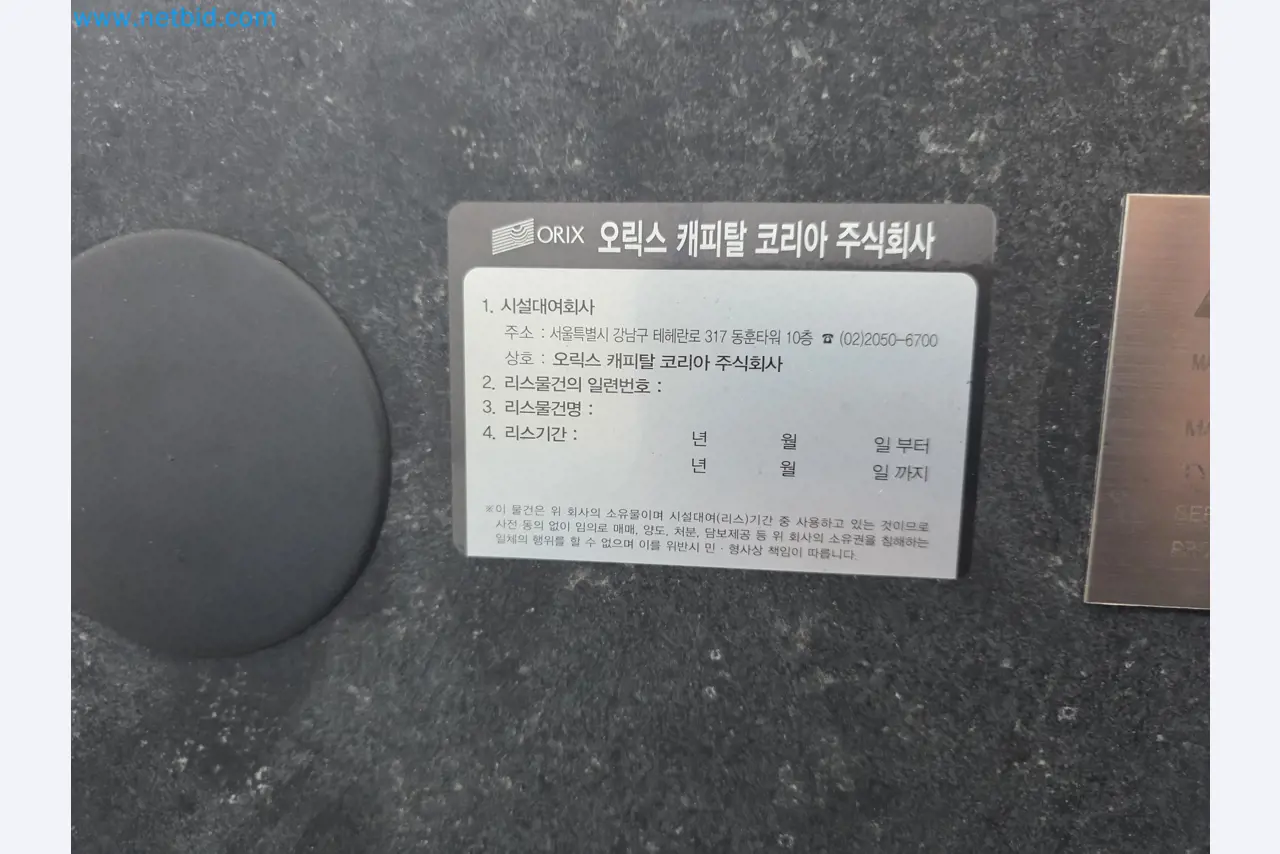 www.netbid.com
ORIX 오릭스 캐피탈 코리아 주식회사
1. 시설대여회사
주소 : 서울특별시 강남구 테헤란로 317 동훈타워 10층 ☎ (02)2050-6700
상호 : 오릭스 캐피탈 코리아 주식회사
2. 리스물건의 일련번호 :
3. 리스물건명 :
4. 리스기간 : 년 월 일 부터
년 월 일 까지
※이 물건은 위 회사의 소유물이며 시설대여(리스)기간 중 사용하고 있는 것이므로
사전 동의 없이 임의로 매매, 양도, 처분, 담보제공 등 위 회사의 소유권을 침해하는
일체의 행위를 할 수 없으며 이를 위반시 민 · 형사상 책임이 따릅니다.